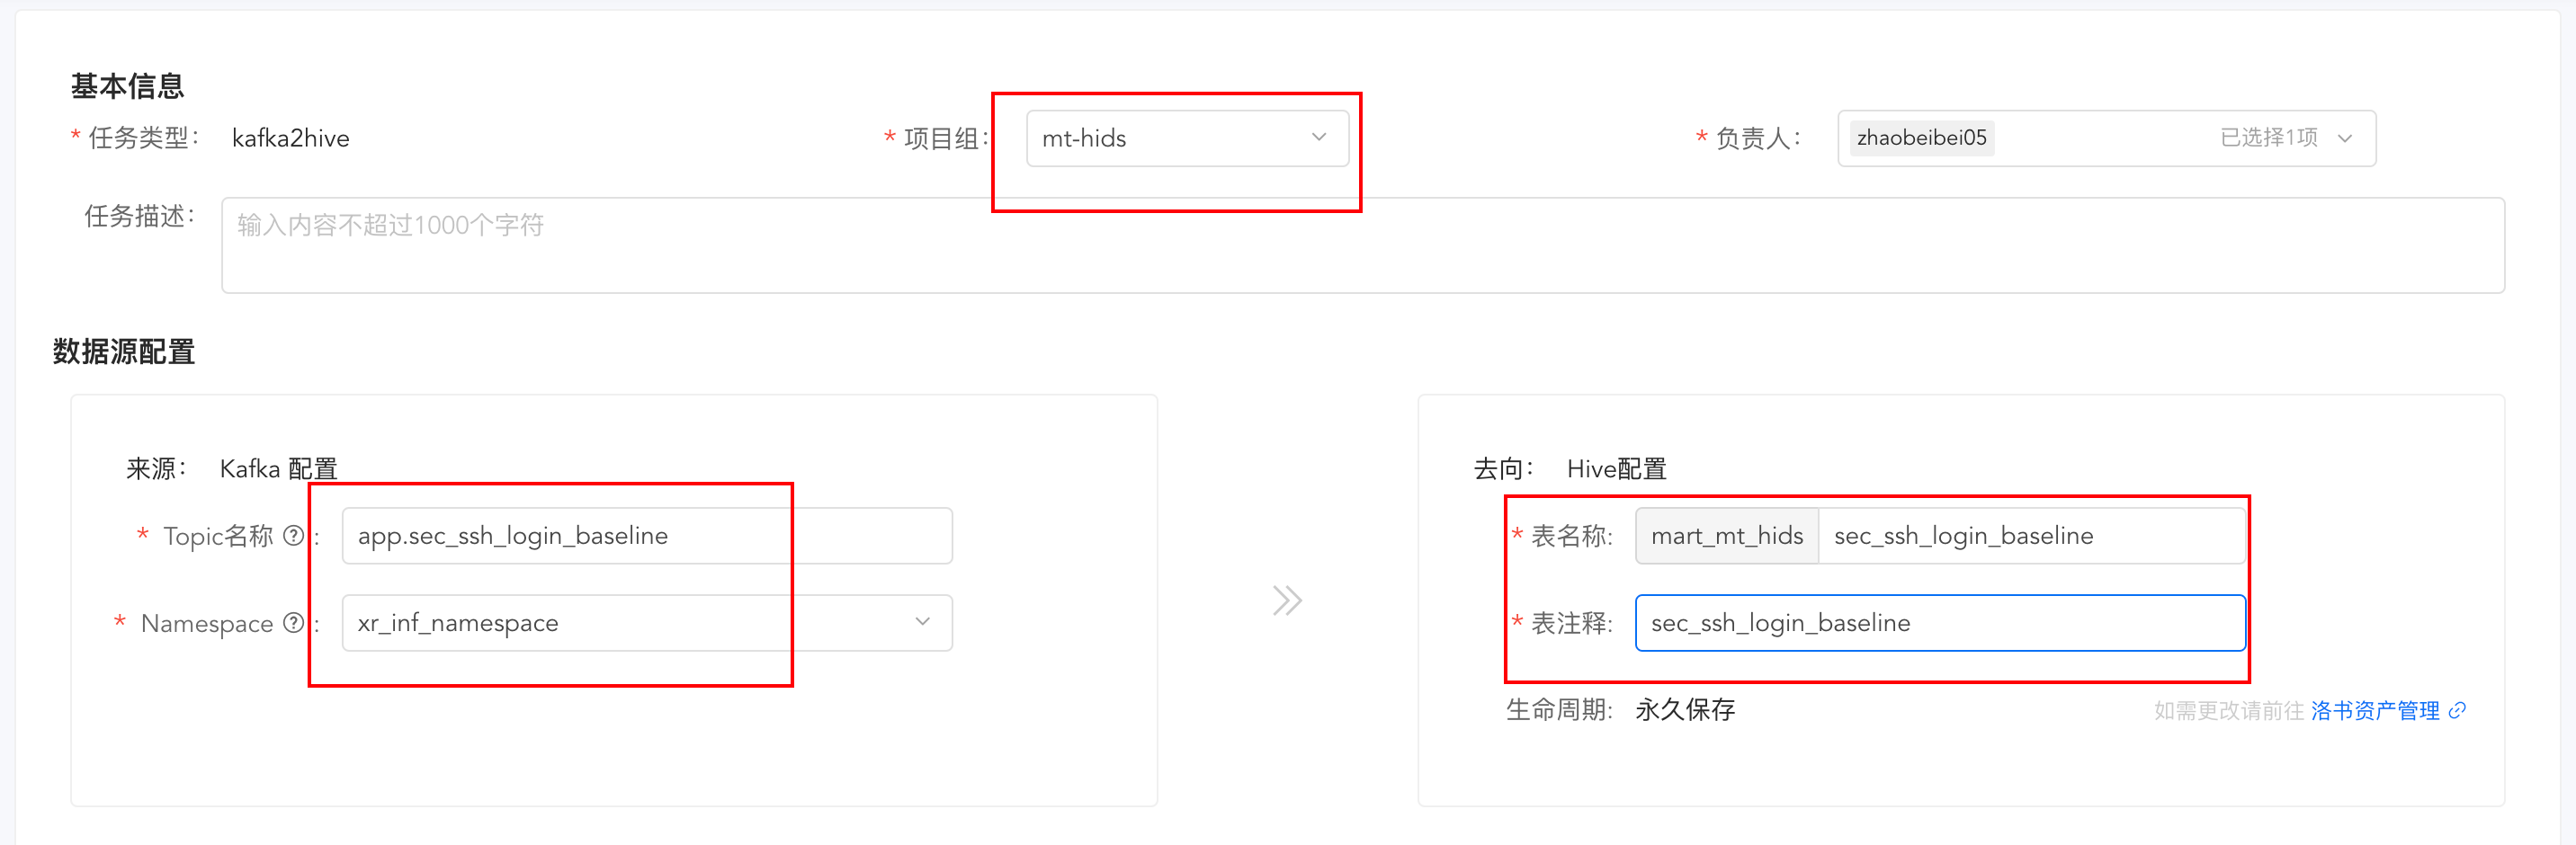 基本信息
* 任务类型： kafka2hive * 项目组： mt-hids * 负责人： zhaobeibei05 已选择1项
任务描述： 输入内容不超过1000个字符
数据源配置
来源： Kafka 配置
* Topic名称 ? : app.sec_ssh_login_baseline
* Namespace ? : xr_inf_namespace
去向： Hive配置
* 表名称: mart_mt_hids sec_ssh_login_baseline
* 表注释: sec_ssh_login_baseline
生命周期: 永久保存 如需更改请前往 洛书资产管理